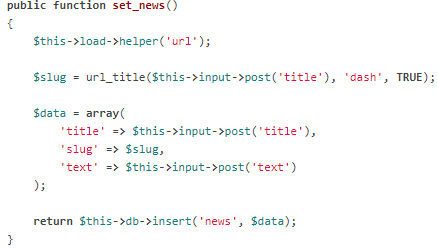 public function set_news()
{
$this->load->helper('url');
$slug = url_title($this->input->post('title'), 'dash', TRUE);
$data = array(
'title' => $this->input->post('title'),
'slug' => $slug,
'text' => $this->input->post('text')
);
return $this->db->insert('news', $data);
}